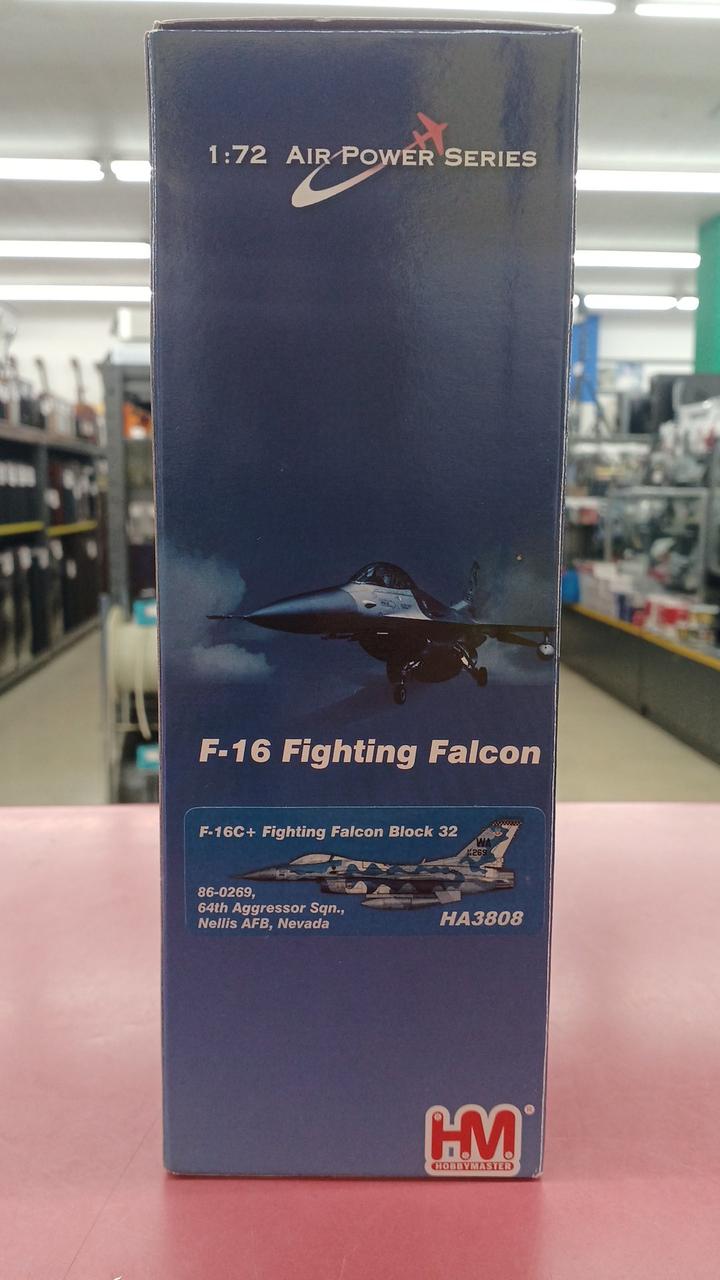 1:72 AIR POWER SERIES
F-16 Fighting Falcon
F-16C+ Fighting Falcon Block 32
WA
269
86-0269,
64th Aggressor Sqn.,
Nellis AFB, Nevada
HA3808
HM®
HOBBYMASTER